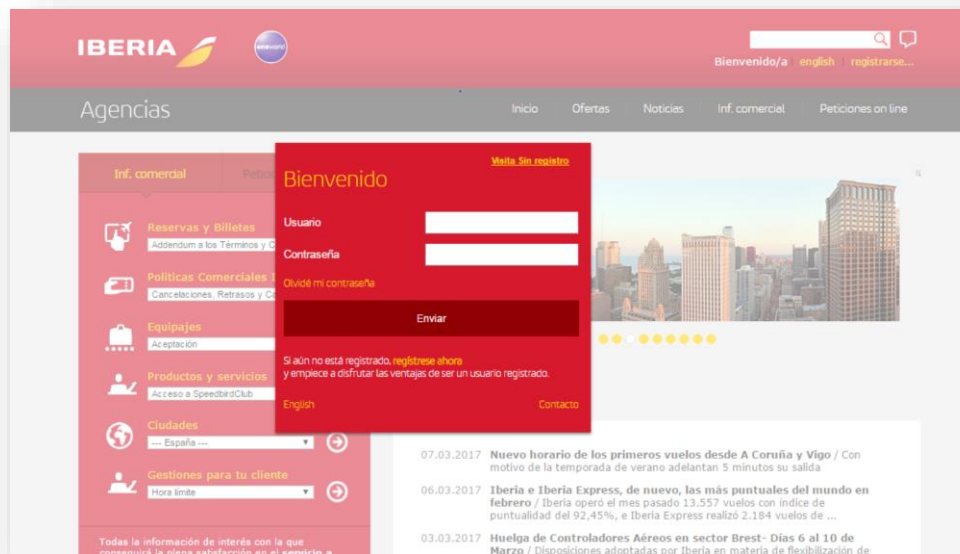 IBERIA
oneworld
Bienvenido/a english registrarse...
Agencias
Inicio Ofertas Noticias Inf. comercial Peticiones on line
Inf. comercial
Visita Sin registro
Bienvenido
Usuario
Contraseña
Olvidé mi contraseña
Enviar
Si aún no está registrado, regístrese ahora
y empiece a disfrutar las ventajas de ser un usuario registrado.
English Contacto
Reservas y Billetes
Addendum a los Términos y C
Políticas Comerciales I
Cancelaciones, Retrasos y Ca
Equipajes
Aceptación
Productos y servicios
Acceso a SpeedbirdClub
Ciudades
--- España ---
Gestiones para tu cliente
Hora límite
Todas la información de interés con la que
conseguirá la plena satisfacción en el servicio a
07.03.2017 Nuevo horario de los primeros vuelos desde A Coruña y Vigo / Con
motivo de la temporada de verano adelantan 5 minutos su salida
06.03.2017 Iberia e Iberia Express, de nuevo, las más puntuales del mundo en
febrero / Iberia operó el mes pasado 13.557 vuelos con índice de
puntualidad del 92,45%, e Iberia Express realizó 2.184 vuelos de ...
03.03.2017 Huelga de Controladores Aéreos en sector Brest- Días 6 al 10 de
Marzo / Disposiciones adoptadas por Iberia en materia de flexibilización de